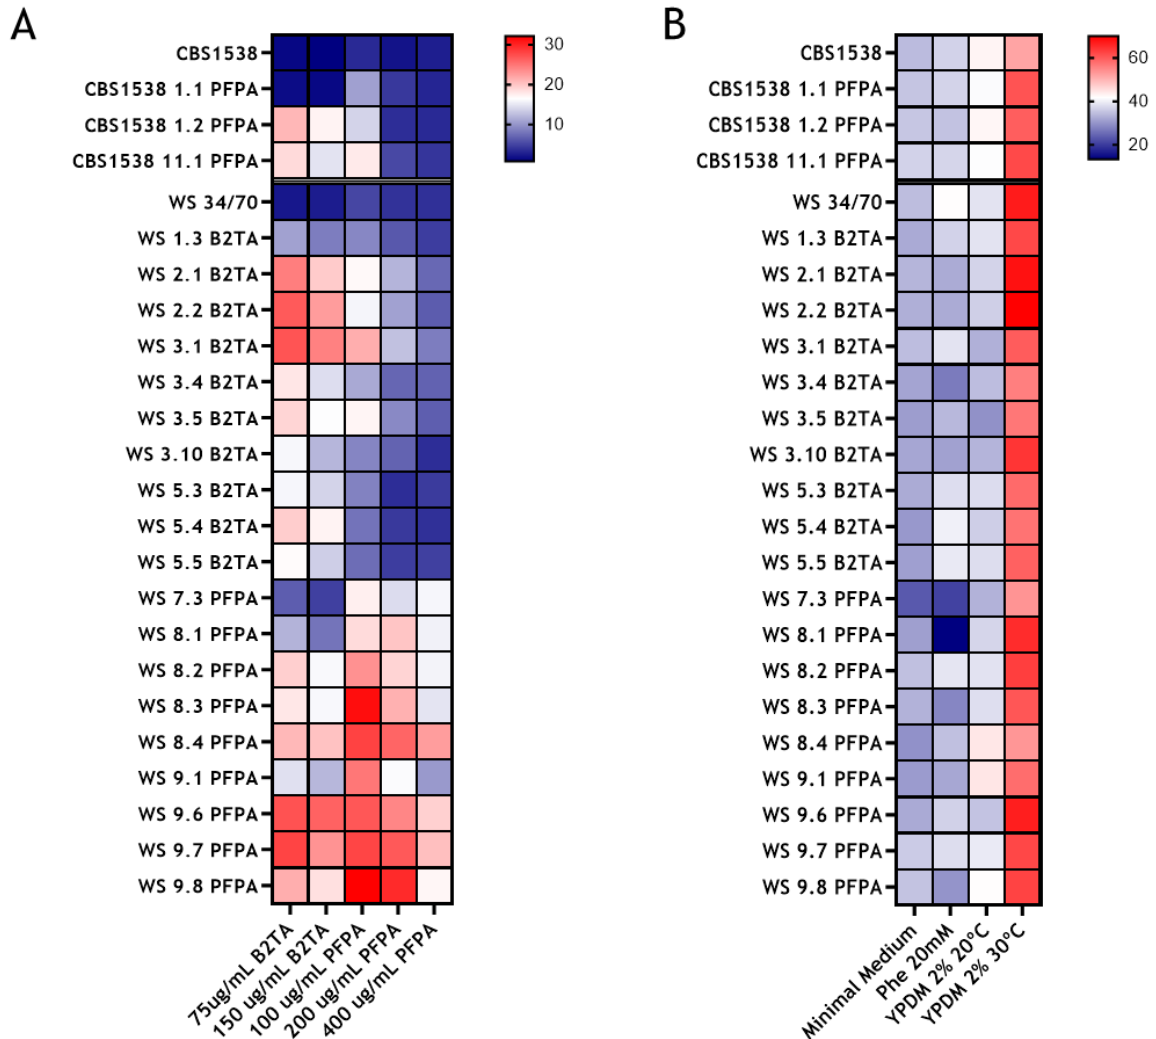 A
CBS1538
CBS1538 1.1 PFPA
CBS1538 1.2 PFPA
CBS1538 11.1 PFPA
WS 34/70
WS 1.3 B2TA
WS 2.1 B2TA
WS 2.2 B2TA
WS 3.1 B2TA
WS 3.4 B2TA
WS 3.5 B2TA
WS 3.10 B2TA
WS 5.3 B2TA
WS 5.4 B2TA
WS 5.5 B2TA
WS 7.3 PFPA
WS 8.1 PFPA
WS 8.2 PFPA
WS 8.3 PFPA
WS 8.4 PFPA
WS 9.1 PFPA
WS 9.6 PFPA
WS 9.7 PFPA
WS 9.8 PFPA
75ug/mL B2TA
150 ug/mL B2TA
100 ug/mL PFPA
200 ug/mL PFPA
400 ug/mL PFPA
30
20
10
B
CBS1538
CBS1538 1.1 PFPA
CBS1538 1.2 PFPA
CBS1538 11.1 PFPA
WS 34/70
WS 1.3 B2TA
WS 2.1 B2TA
WS 2.2 B2TA
WS 3.1 B2TA
WS 3.4 B2TA
WS 3.5 B2TA
WS 3.10 B2TA
WS 5.3 B2TA
WS 5.4 B2TA
WS 5.5 B2TA
WS 7.3 PFPA
WS 8.1 PFPA
WS 8.2 PFPA
WS 8.3 PFPA
WS 8.4 PFPA
WS 9.1 PFPA
WS 9.6 PFPA
WS 9.7 PFPA
WS 9.8 PFPA
Minimal Medium
Phe 20mM
YPDM 2% 20°C
YPDM 2% 30°C
60
40
20